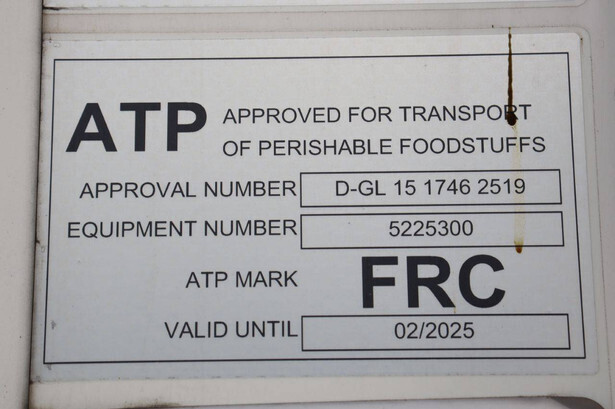 ATP APPROVED FOR TRANSPORT
OF PERISHABLE FOODSTUFFS
APPROVAL NUMBER D-GL 15 1746 2519
EQUIPMENT NUMBER 5225300
ATP MARK FRC
VALID UNTIL 02/2025